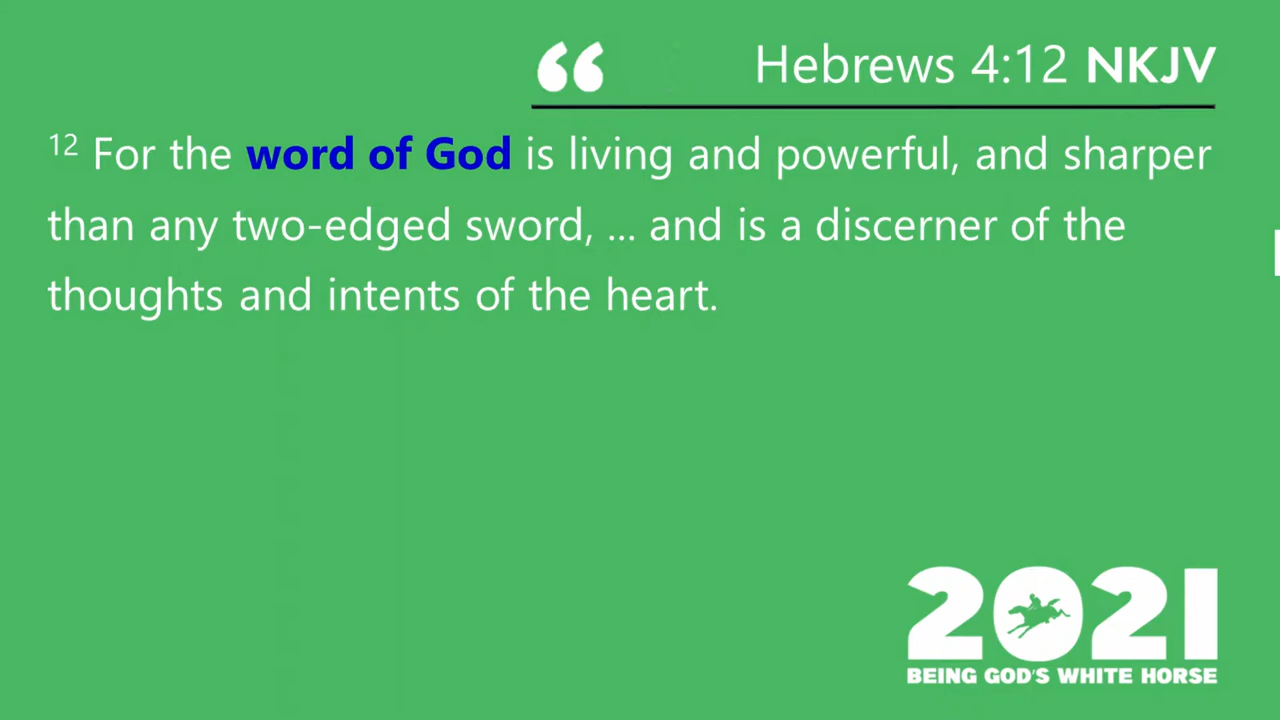 “
Hebrews 4:12 NKJV
12 For the word of God is living and powerful, and sharper
than any two-edged sword, ... and is a discerner of the
thoughts and intents of the heart.
2021
BEING GOD'S WHITE HORSE